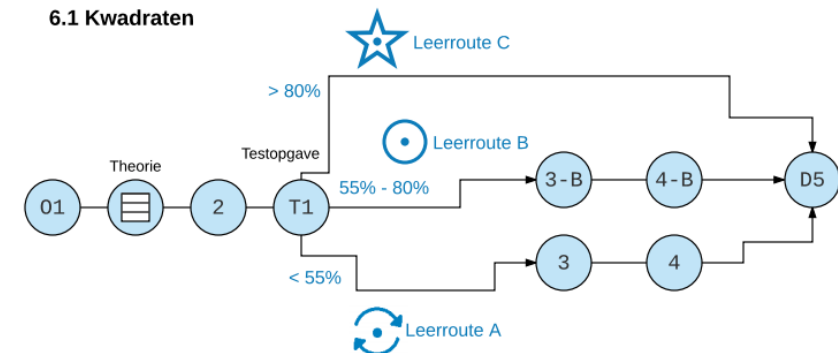 6.1 Kwadraten
Leerroute C
> 80%
Testopgave
Leerroute B
Theorie
55% - 80%
O1
2
T1
3-B
4-B
D5
3
4
< 55%
Leerroute A